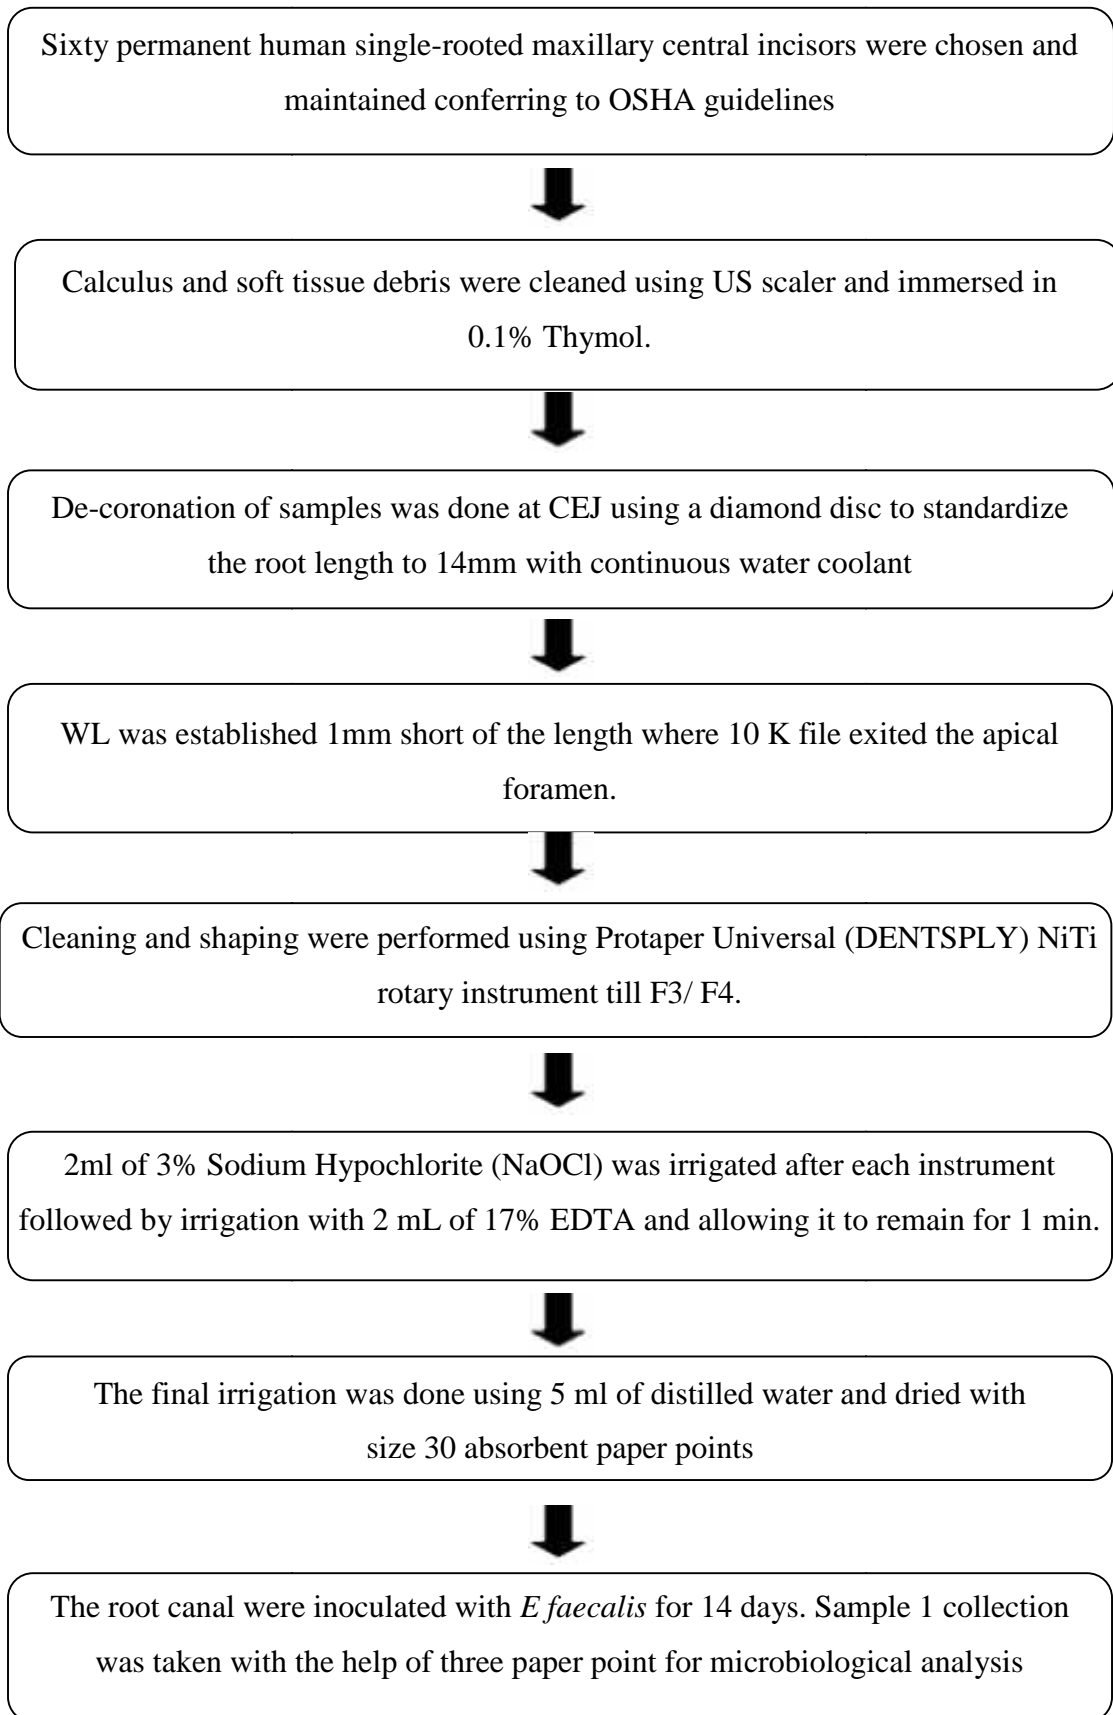 Sixty permanent human single-rooted maxillary central incisors were chosen and
maintained conferring to OSHA guidelines
Calculus and soft tissue debris were cleaned using US scaler and immersed in
0.1% Thymol.
De-coronation of samples was done at CEJ using a diamond disc to standardize
the root length to 14mm with continuous water coolant
WL was established 1mm short of the length where 10 K file exited the apical
foramen.
Cleaning and shaping were performed using Protaper Universal (DENTSPLY) NiTi
rotary instrument till F3/ F4.
2ml of 3% Sodium Hypochlorite (NaOCl) was irrigated after each instrument
followed by irrigation with 2 mL of 17% EDTA and allowing it to remain for 1 min.
The final irrigation was done using 5 ml of distilled water and dried with
size 30 absorbent paper points
The root canal were inoculated with E faecalis for 14 days. Sample 1 collection
was taken with the help of three paper point for microbiological analysis